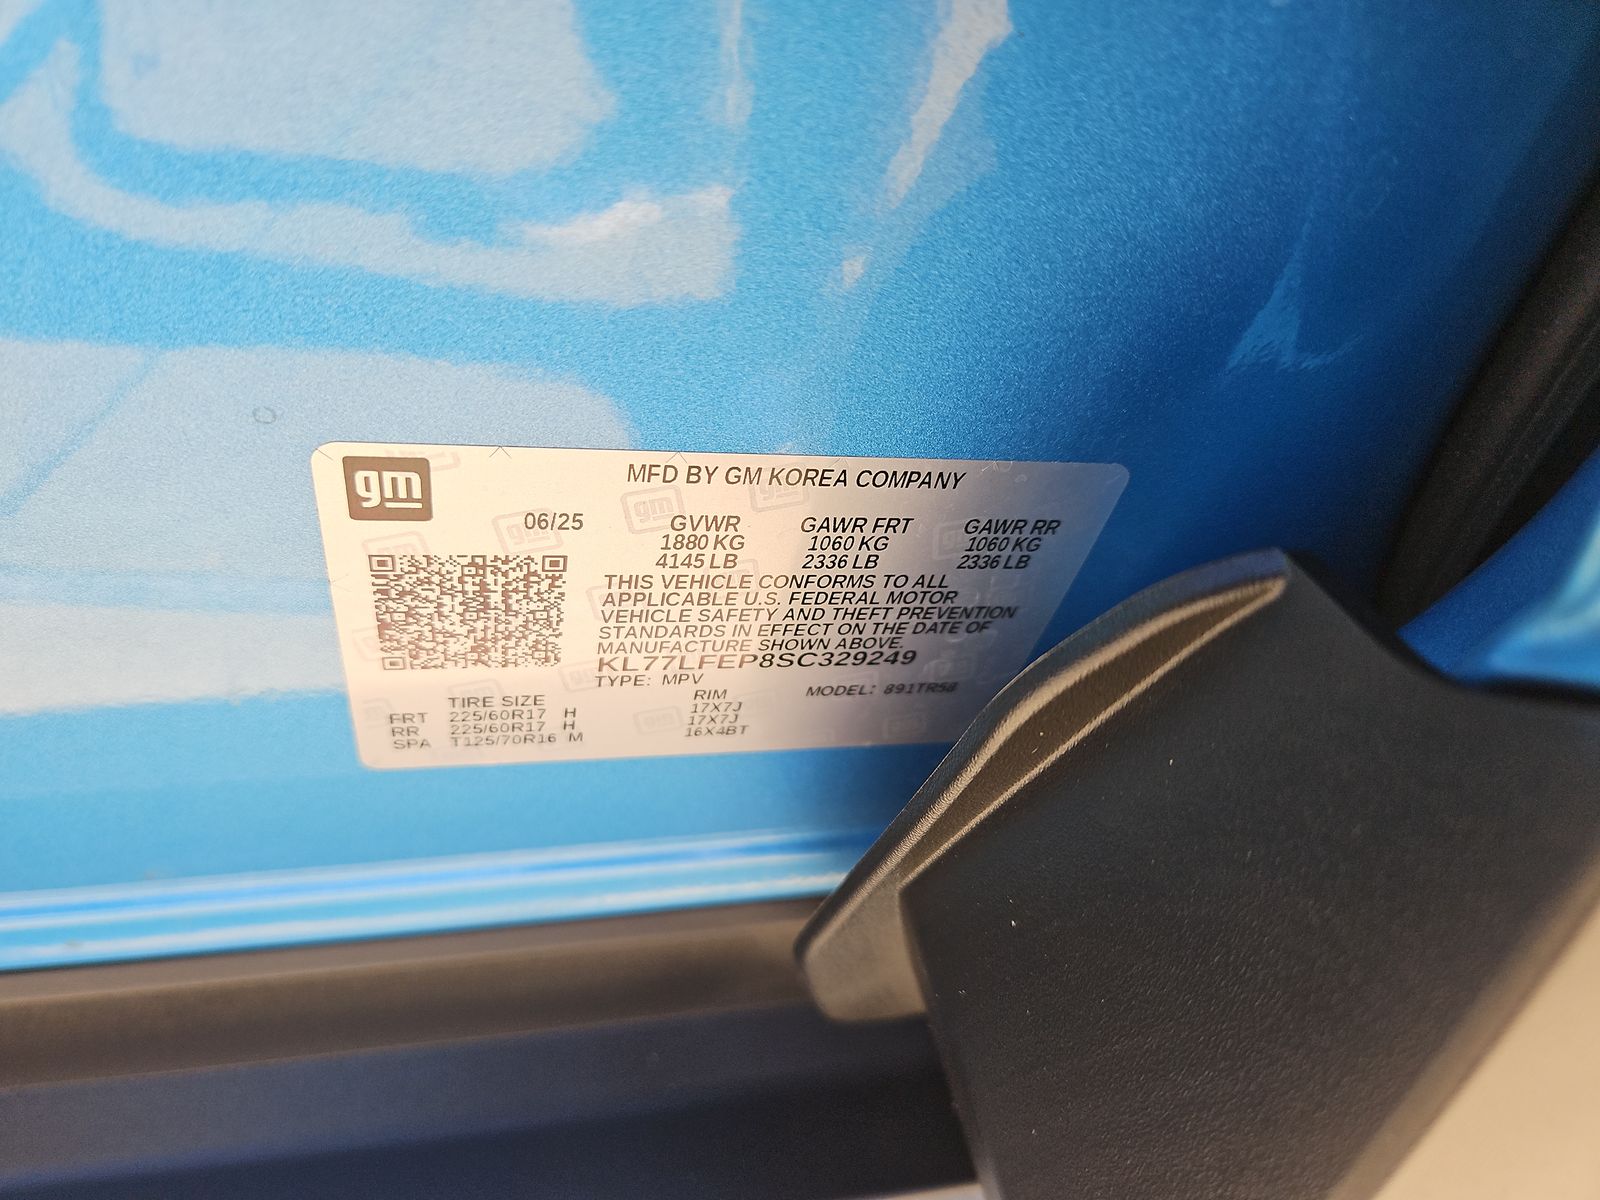 gm
MFD BY GM KOREA COMPANY
06/25 GVWR GAWR FRT GAWR RR
1880 KG 1060 KG 1060 KG
4145 LB 2336 LB 2336 LB
THIS VEHICLE CONFORMS TO ALL
APPLICABLE U.S. FEDERAL MOTOR
VEHICLE SAFETY AND THEFT PREVENTION
STANDARDS IN EFFECT ON THE DATE OF
MANUFACTURE SHOWN ABOVE.
KL77LFEP8SC329249
TYPE: MPV MODEL: 891TR58
TIRE SIZE RIM
FRT 225/60R17 H 17X7J
RR 225/60R17 H 17X7J
SPA T125/70R16 M 16X4BT